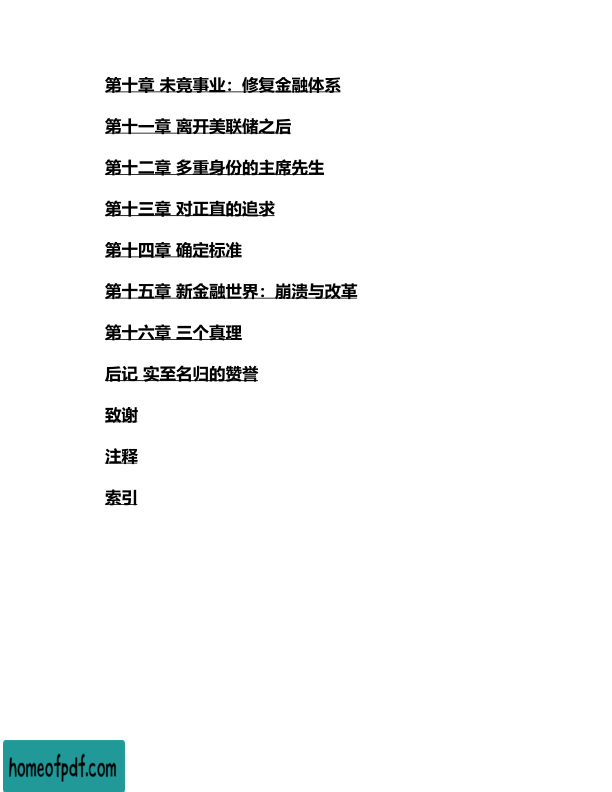 第十章 未竟事业：修复金融体系
第十一章 离开美联储之后
第十二章 多重身份的主席先生
第十三章 对正直的追求
第十四章 确定标准
第十五章 新金融世界：崩溃与改革
第十六章 三个真理
后记 实至名归的赞誉
致谢
注释
索引
homeofpdf.com